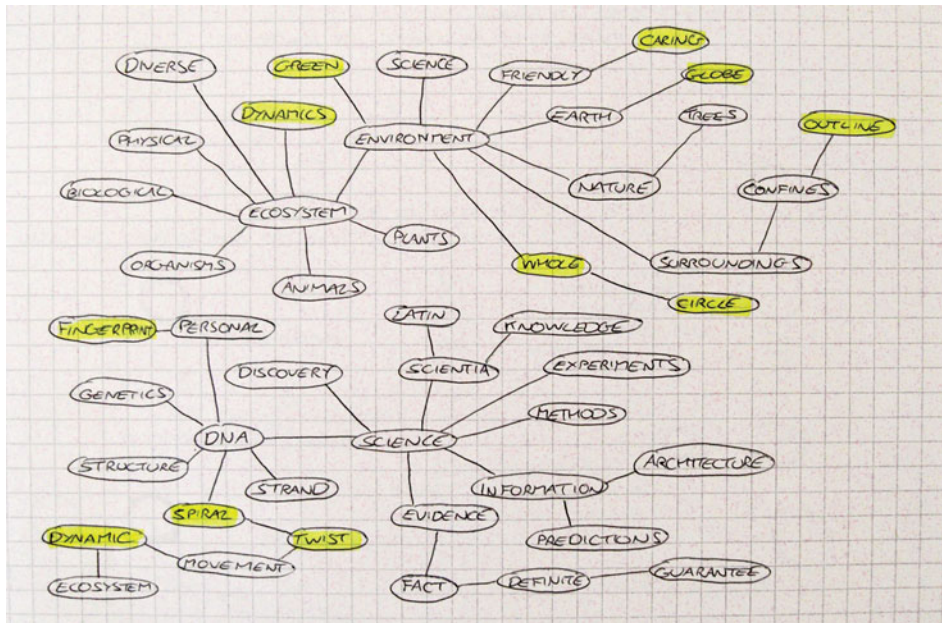 DIVERSE
GREEN
SCIENCE
FRIENDLY
CARING
GLOBE
DYNAMICS
EARTH
TREES
OUTLINE
PHYSICAL
ENVIRONMENT
BIOLOGICAL
NATURE
CONFINES
ECOSYSTEM
PLANTS
ORGANISMS
ANIMALS
WHOLE
SURROUNDINGS
CIRCLE
FINGERPRINT
PERSONAL
LATIN
KNOWLEDGE
DISCOVERY
SCIENTIA
EXPERIMENTS
GENETICS
METHODS
DNA
SCIENCE
STRUCTURE
STRAND
INFORMATION
ARCHITECTURE
SPIRAL
EVIDENCE
DYNAMIC
TWIST
PREDICTIONS
MOVEMENT
ECOSYSTEM
FACT
DEFINITE
GUARANTEE